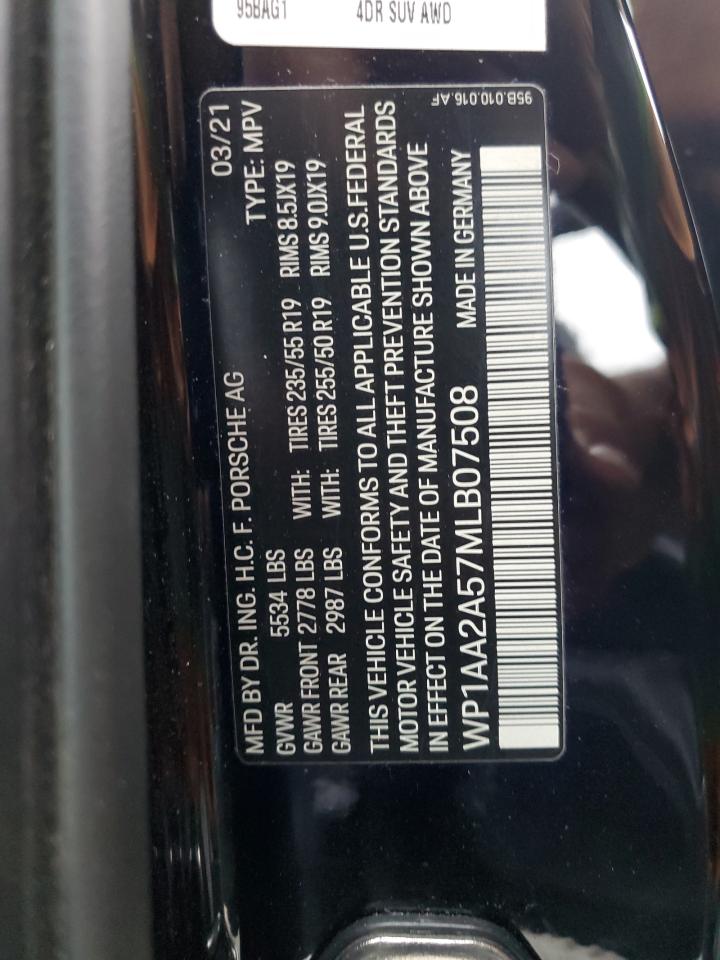 95BAG1 4DR SUV AWD
95B.010.016.AF
03/21
MFD BY DR. ING. H.C. F. PORSCHE AG TYPE: MPV
GVWR 5534 LBS
GAWR FRONT 2778 LBS WITH: TIRES 235/55 R19 RIMS 8.5JX19
GAWR REAR 2987 LBS WITH: TIRES 255/50 R19 RIMS 9.0JX19
THIS VEHICLE CONFORMS TO ALL APPLICABLE U.S. FEDERAL
MOTOR VEHICLE SAFETY AND THEFT PREVENTION STANDARDS
IN EFFECT ON THE DATE OF MANUFACTURE SHOWN ABOVE
WP1AA2A57MLB07508 MADE IN GERMANY